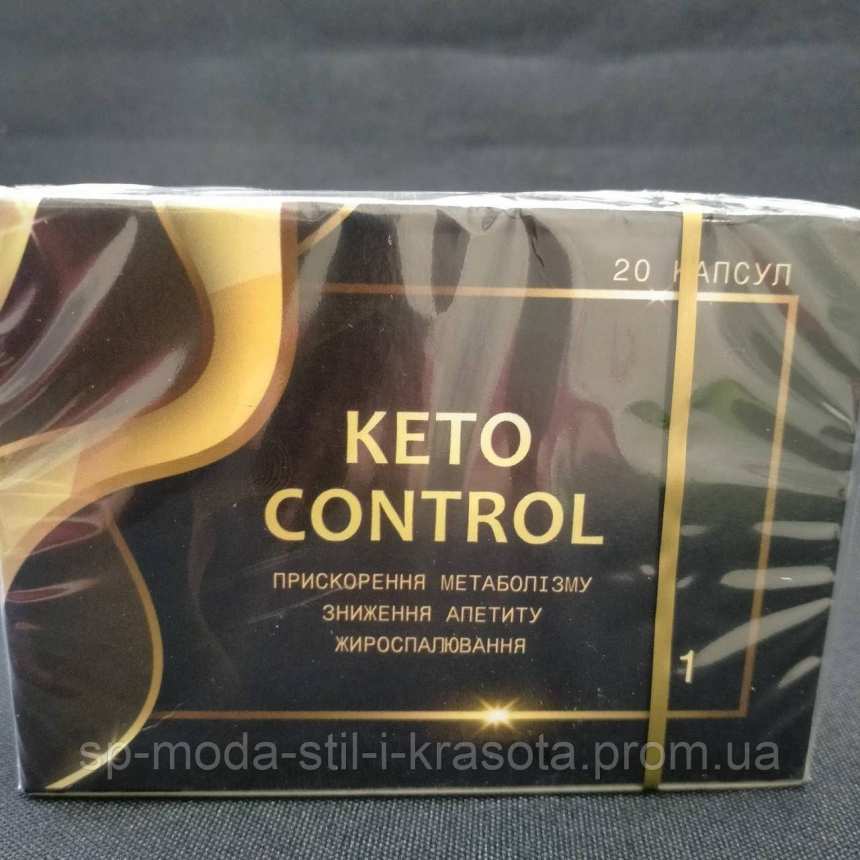 20 КАПСУЛ
KETO
CONTROL
ПРИСКОРЕННЯ МЕТАБОЛІЗМУ
ЗНИЖЕННЯ АПЕТИТУ
ЖИРОСПАЛЮВАННЯ
1
sp-moda-stil-i-krasota.prom.ua